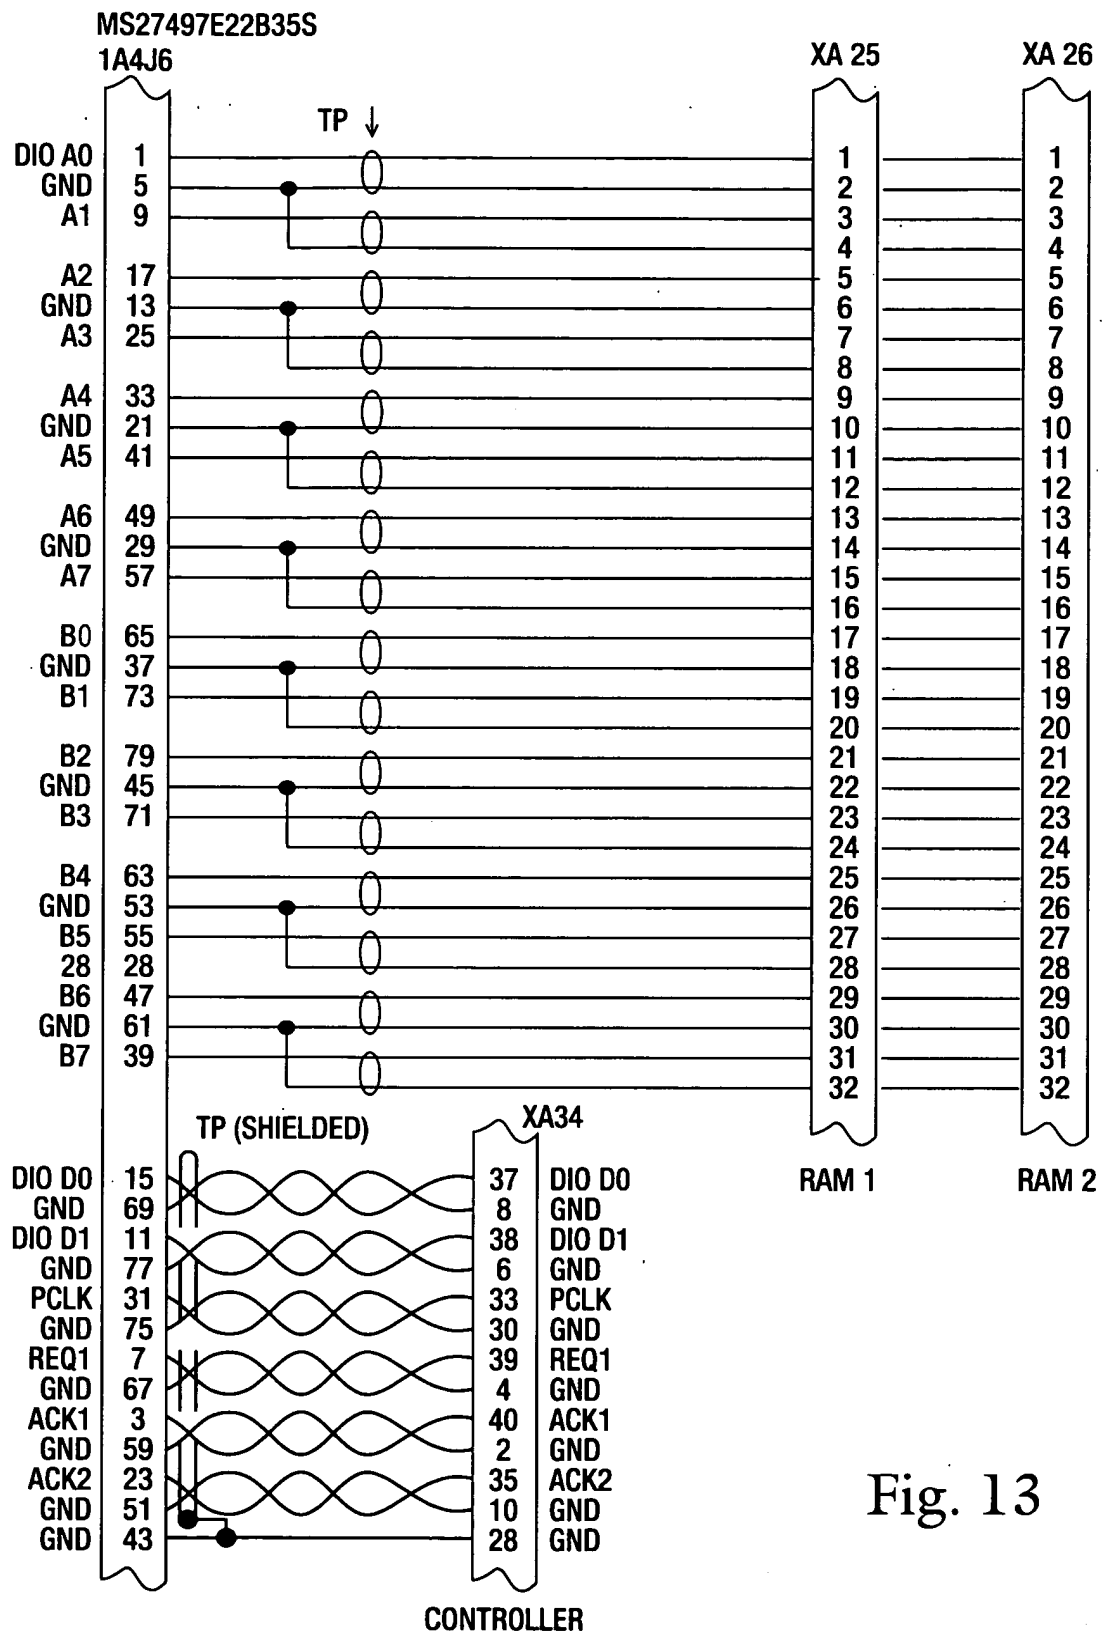 MS27497E22B35S
1A4J6 XA 25 XA 26
TP
DIO A0 1 1 1
GND 5 2 2
A1 9 3 3
4 4
A2 17 5 5
GND 13 6 6
A3 25 7 7
8 8
A4 33 9 9
GND 21 10 10
A5 41 11 11
12 12
A6 49 13 13
GND 29 14 14
A7 57 15 15
16 16
B0 65 17 17
GND 37 18 18
B1 73 19 19
20 20
B2 79 21 21
GND 45 22 22
B3 71 23 23
24 24
B4 63 25 25
GND 53 26 26
B5 55 27 27
28 28 28 28
B6 47 29 29
GND 61 30 30
B7 39 31 31
32 32
TP (SHIELDED) XA34
DIO D0 15 37 DIO D0 RAM 1 RAM 2
GND 69 8 GND
DIO D1 11 38 DIO D1
GND 77 6 GND
PCLK 31 33 PCLK
GND 75 30 GND
REQ1 7 39 REQ1
GND 67 4 GND
ACK1 3 40 ACK1
GND 59 2 GND
ACK2 23 35 ACK2
GND 51 10 GND
GND 43 28 GND
Fig. 13
CONTROLLER